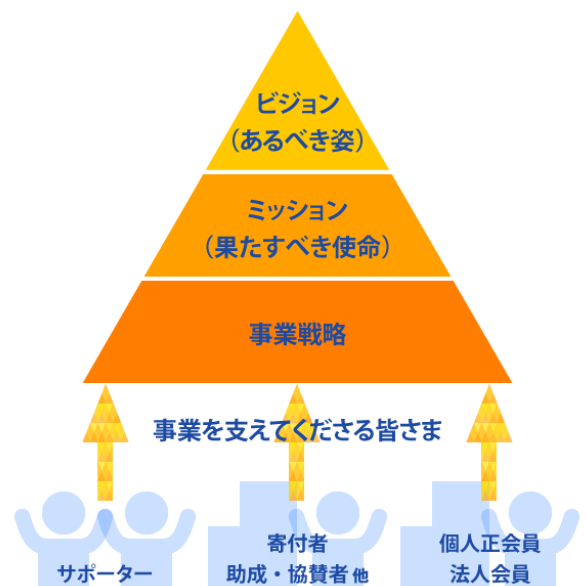 ビジョン
（あるべき姿）
ミッション
（果たすべき使命）
事業戦略
事業を支えてくださる皆さま
サポーター
寄付者
助成・協賛者 他
個人正会員
法人会員